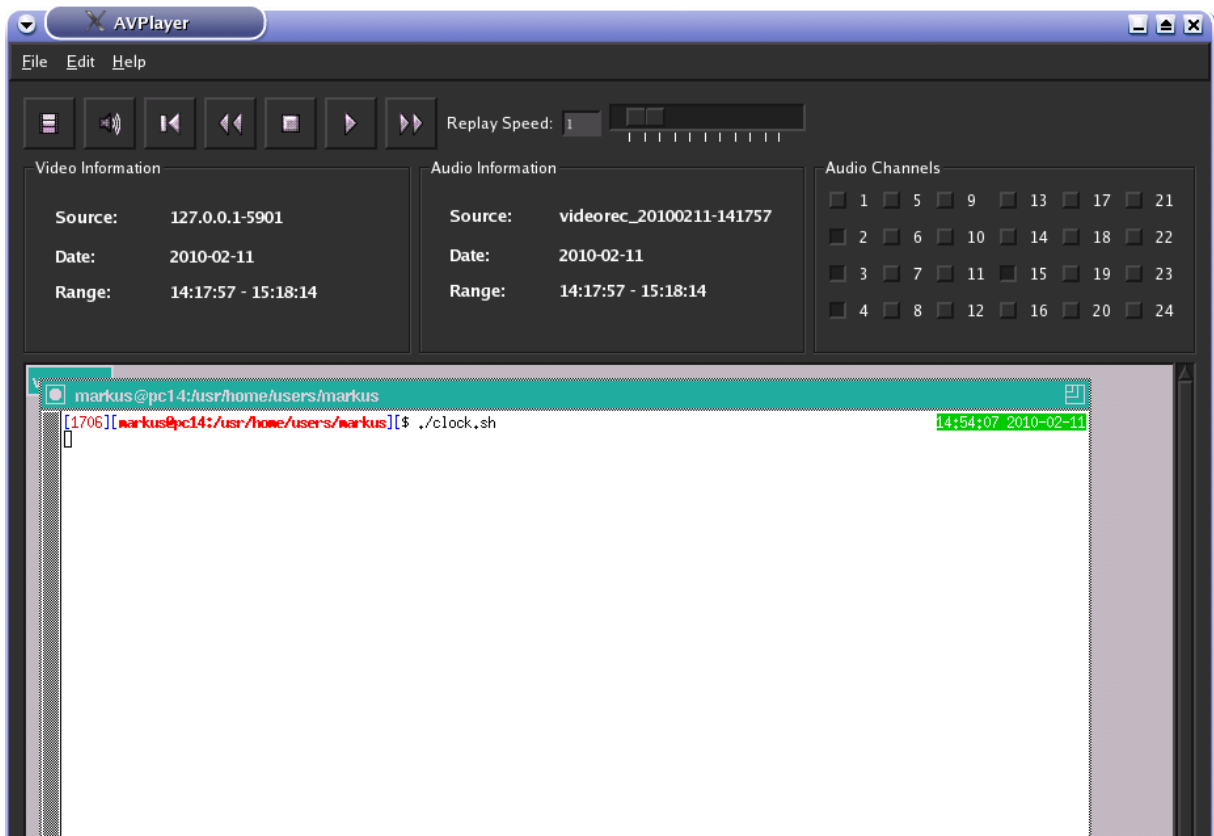 AVPlayer
File Edit Help
Replay Speed: 1
Video Information
Source: 127.0.0.1-5901
Date: 2010-02-11
Range: 14:17:57 - 15:18:14
Audio Information
Source: videorec_20100211-141757
Date: 2010-02-11
Range: 14:17:57 - 15:18:14
Audio Channels
1 5 9 13 17 21
2 6 10 14 18 22
3 7 11 15 19 23
4 8 12 16 20 24
markus@pc14:/usr/home/users/markus
[1706][markus@pc14:/usr/home/users/markus][$ ./clock.sh 14:54:07 2010-02-11